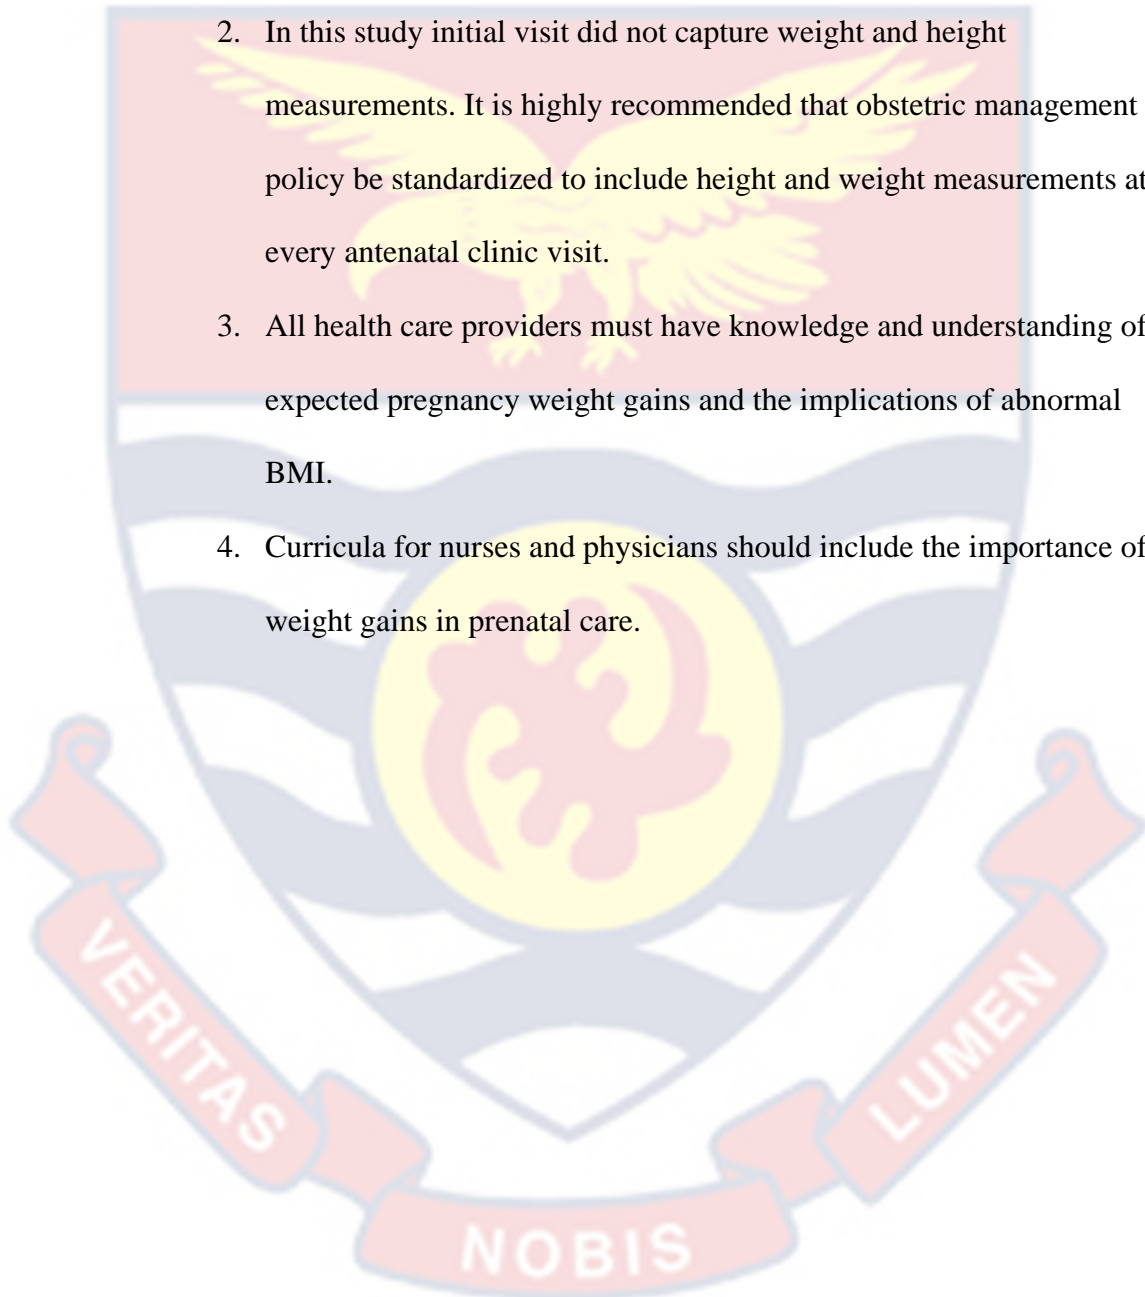 2. In this study initial visit did not capture weight and height
measurements. It is highly recommended that obstetric management
policy be standardized to include height and weight measurements at
every antenatal clinic visit.
3. All health care providers must have knowledge and understanding of
expected pregnancy weight gains and the implications of abnormal
BMI.
4. Curricula for nurses and physicians should include the importance of
weight gains in prenatal care.
VERITAS
NOBIS
LUMEN